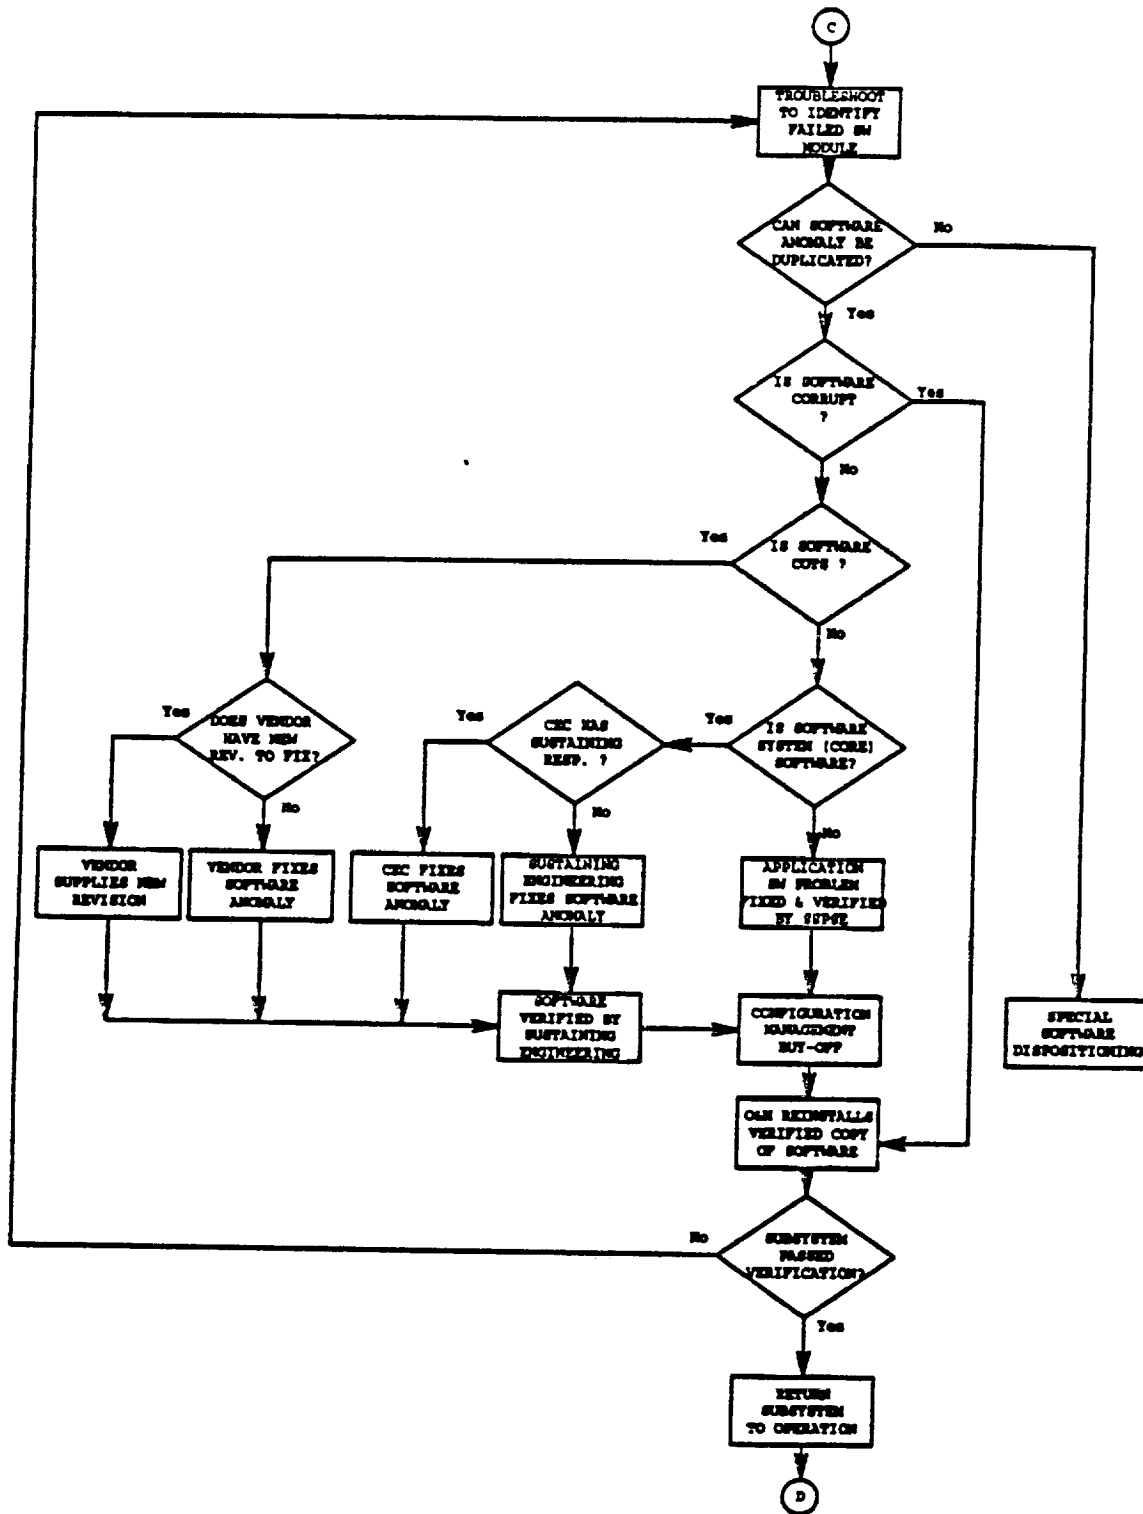 C
TROUBLESHOOT
TO IDENTIFY
FAILED SW
MODULE
CAN SOFTWARE
ANOMALY BE
DUPLICATED?
No
Yes
IS SOFTWARE
CORRUPT
?
Yes
No
IS SOFTWARE
COTS ?
Yes
No
DOES VENDOR
HAVE NEW
REV. TO FIX?
Yes
No
CEC HAS
SUSTAINING
RESP. ?
Yes
No
IS SOFTWARE
SYSTEM (CORE)
SOFTWARE?
Yes
No
VENDOR
SUPPLIES NEW
REVISION
VENDOR FIXES
SOFTWARE
ANOMALY
CEC FIXES
SOFTWARE
ANOMALY
SUSTAINING
ENGINEERING
FIXES SOFTWARE
ANOMALY
APPLICATION
SW PROBLEM
FIXED & VERIFIED
BY
SOFTWARE
VERIFIED BY
SUSTAINING
ENGINEERING
CONFIGURATION
MANAGEMENT
BUY-OFF
SPECIAL
SOFTWARE
DISPOSITIONING
O&M REINSTALLS
VERIFIED COPY
OF SOFTWARE
SUBSYSTEM
PASSED
VERIFICATION?
No
Yes
RETURN
SUBSYSTEM
TO OPERATION
D